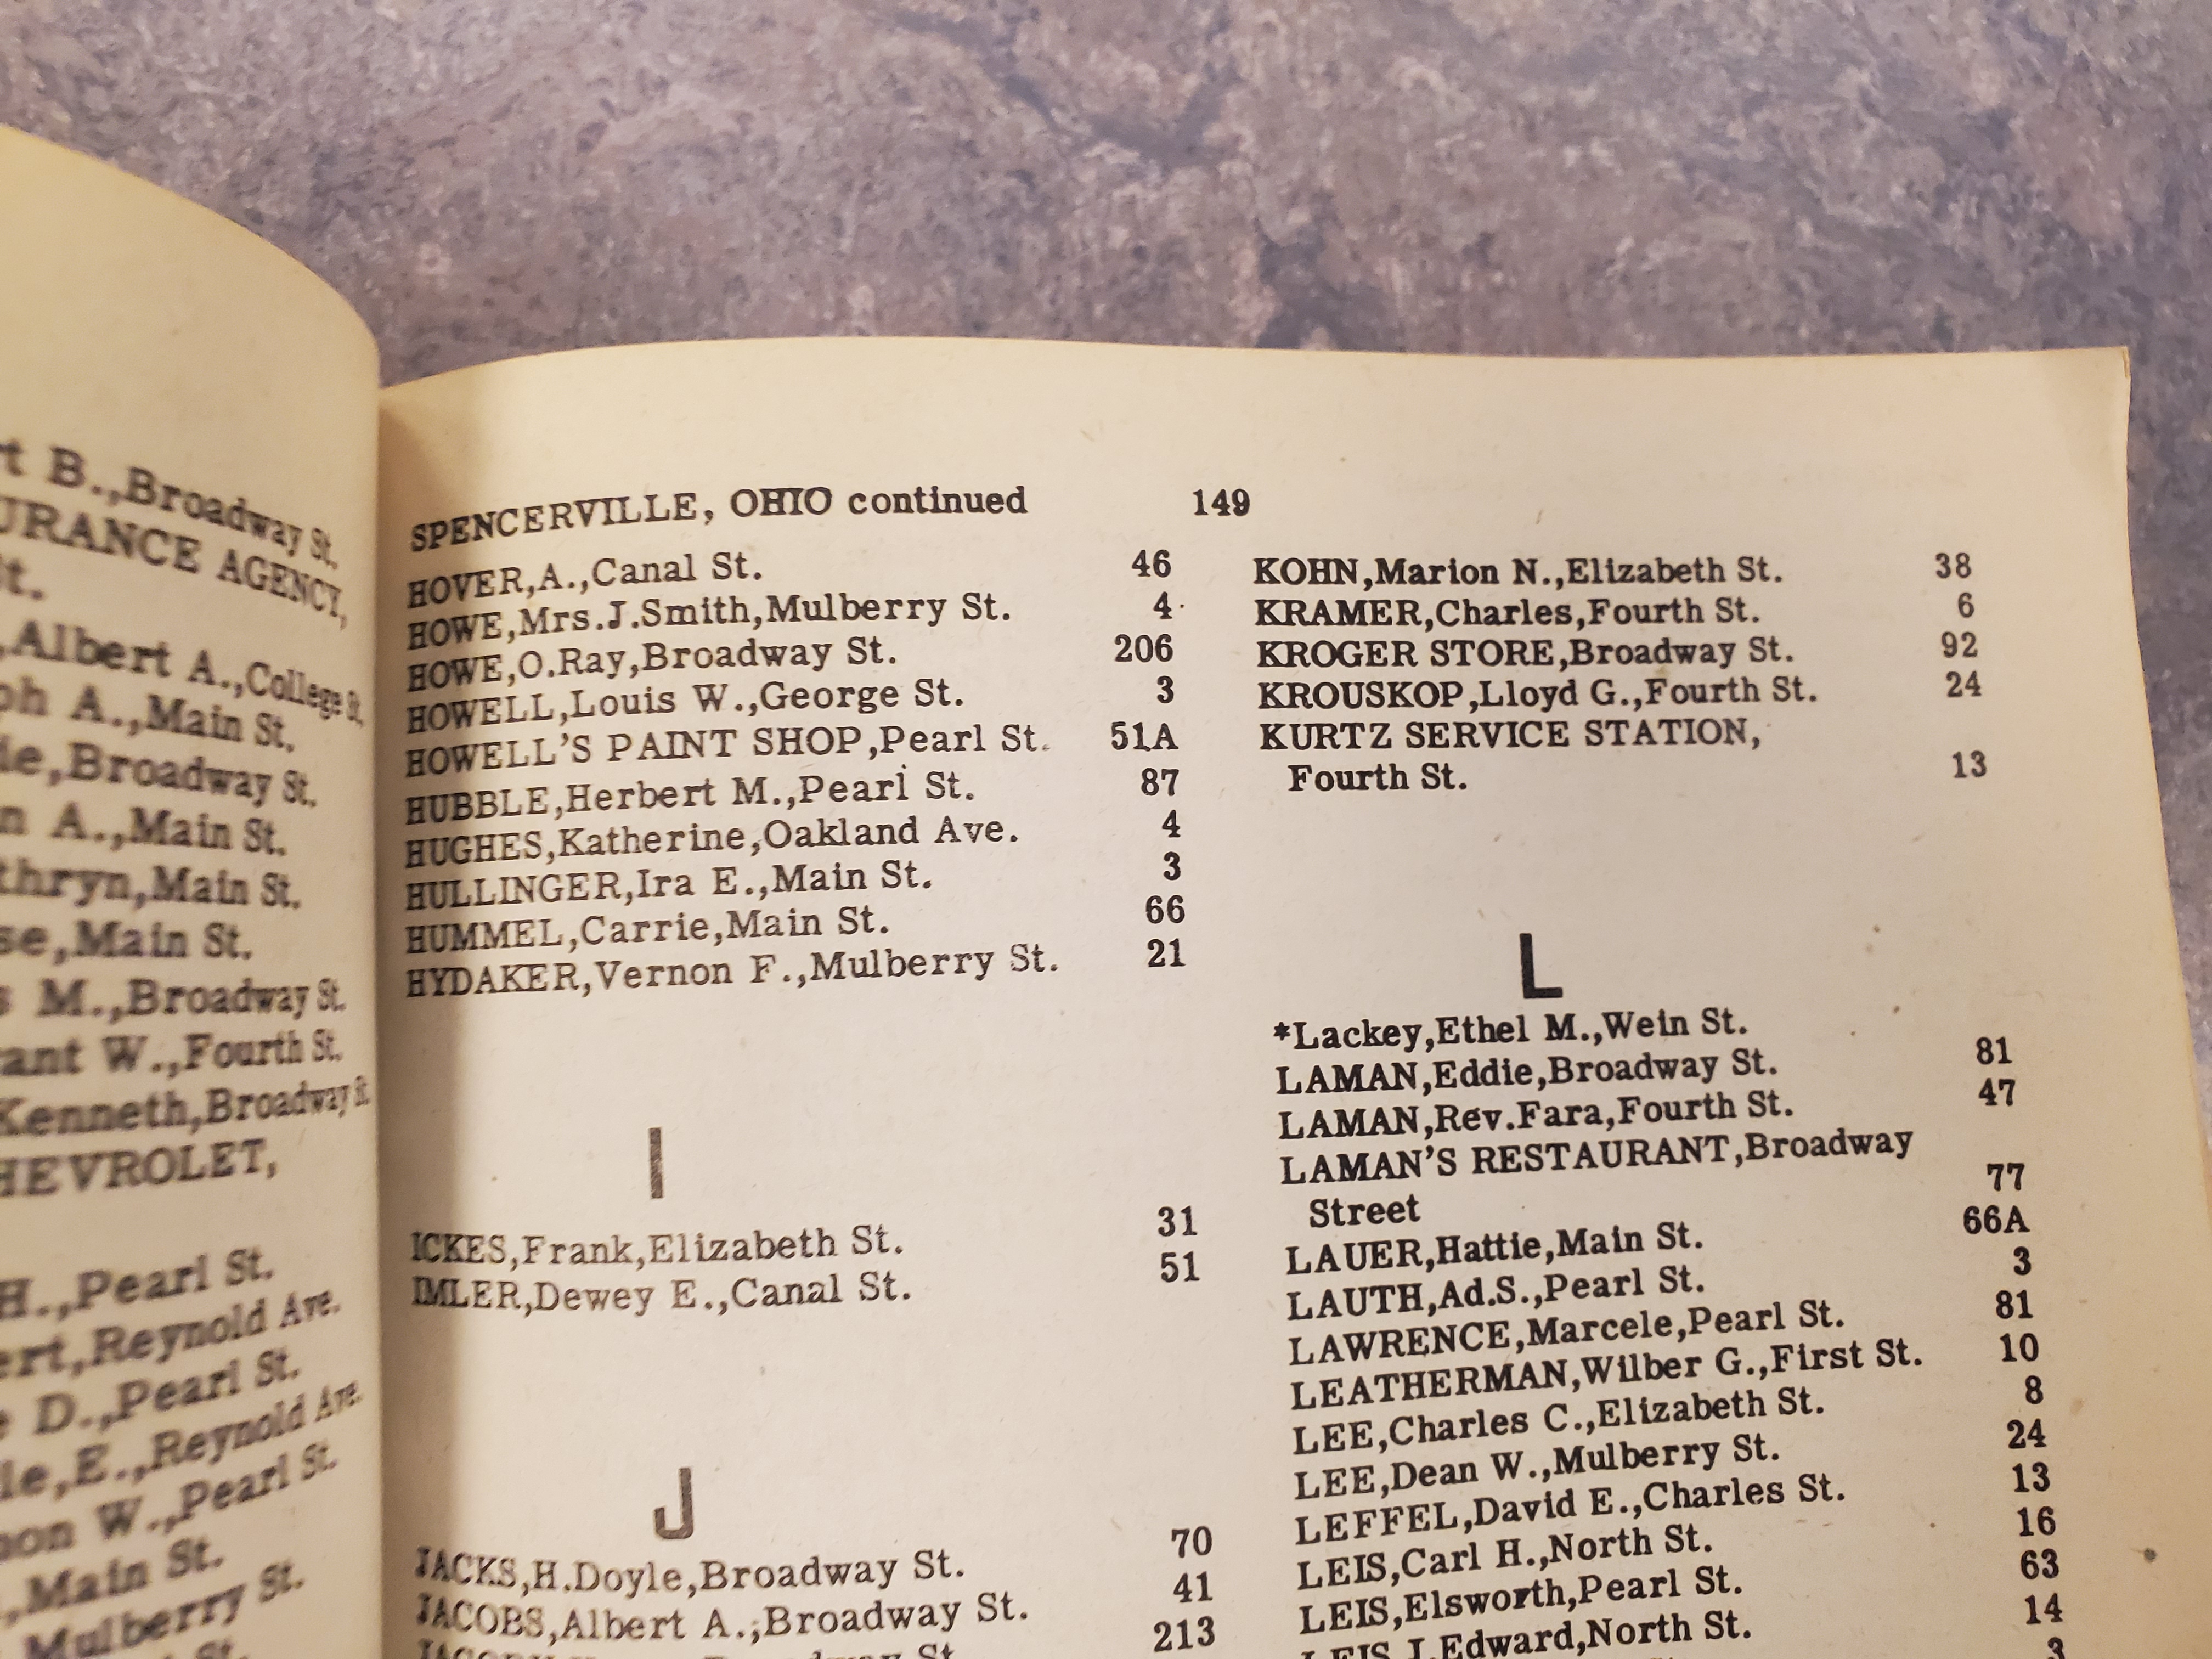 B.,Broadway St.
AGENCY,
St.
,Albert A.,College St.
A.,Main St.
,Broadway St.
A.,Main St.
,Main St.
,Main St.
M.,Broadway St.
W.,Fourth St.
Kenneth,Broadway St.
CHEVROLET,
H.,Pearl St.
,Reynold Ave.
D.,Pearl St.
,E.,Reynold Ave.
W.,Pearl St.
,Main St.
Mulberry St.
St.
SPENCERVILLE, OHIO continued 149
HOVER,A.,Canal St. 46
HOWE,Mrs.J.Smith,Mulberry St. 4
HOWE,O.Ray,Broadway St. 206
HOWELL,Louis W.,George St. 3
HOWELL'S PAINT SHOP,Pearl St. 51A
HUBBLE,Herbert M.,Pearl St. 87
HUGHES,Katherine,Oakland Ave. 4
HULLINGER,Ira E.,Main St. 3
HUMMEL,Carrie,Main St. 66
HYDAKER,Vernon F.,Mulberry St. 21
I
ICKES,Frank,Elizabeth St. 31
IMLER,Dewey E.,Canal St. 51
J
JACKS,H.Doyle,Broadway St. 70
JACOBS,Albert A.,Broadway St. 41
Broadway St. 213
KOHN,Marion N.,Elizabeth St. 38
KRAMER,Charles,Fourth St. 6
KROGER STORE,Broadway St. 92
KROUSKOP,Lloyd G.,Fourth St. 24
KURTZ SERVICE STATION,
Fourth St. 13
L
*Lackey,Ethel M.,Wein St.
LAMAN,Eddie,Broadway St. 81
LAMAN,Rev.Fara,Fourth St. 47
LAMAN'S RESTAURANT,Broadway
Street 77
LAUER,Hattie,Main St. 66A
LAUTH,Ad.S.,Pearl St. 3
LAWRENCE,Marcele,Pearl St. 81
LEATHERMAN,Wilber G.,First St. 10
LEE,Charles C.,Elizabeth St. 8
LEE,Dean W.,Mulberry St. 24
LEFFEL,David E.,Charles St. 13
LEIS,Carl H.,North St. 16
LEIS,Elsworth,Pearl St. 63
LEIS,J.Edward,North St. 14
3